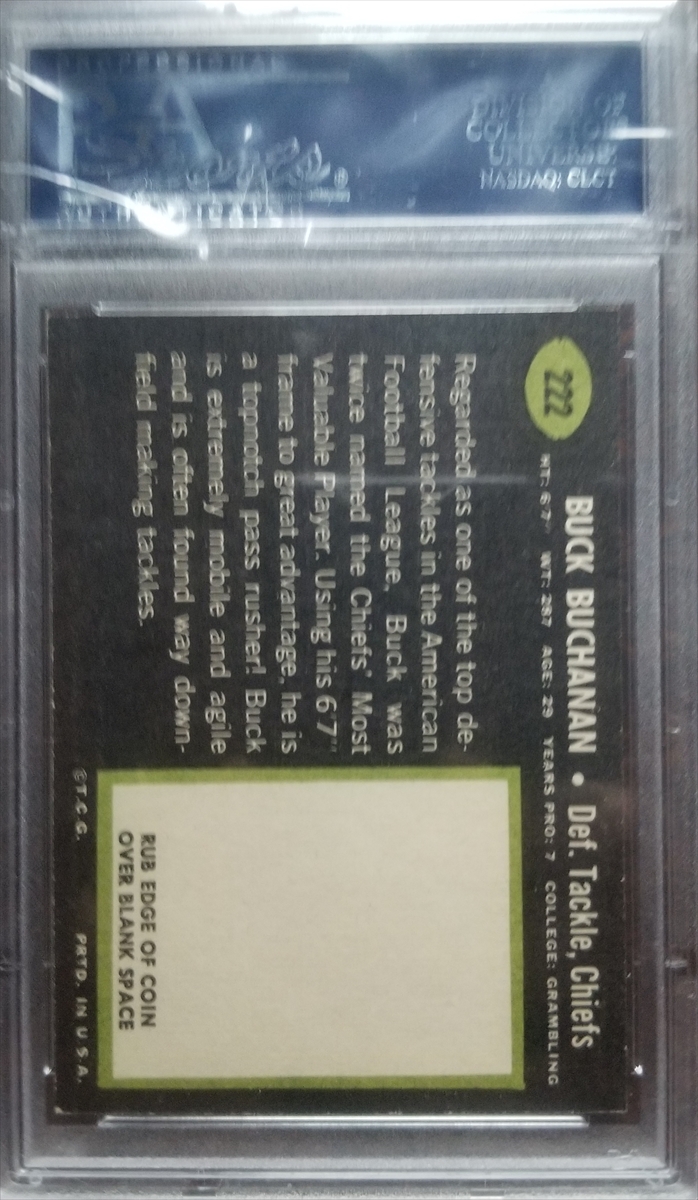 PROFESSIONAL
PSA
DIVISION OF
COLLECTORS
UNIVERSE
NASDAQ: CLCT
222
BUCK BUCHANAN • Def. Tackle, Chiefs
HT: 6'7" WT: 287 AGE: 29 YEARS PRO: 7 COLLEGE: GRAMBLING
Regarded as one of the top de-
fensive tackles in the American
Football League, Buck was
twice named the Chiefs' Most
Valuable Player. Using his 6'7"
frame to great advantage, he is
a topnotch pass rusher! Buck
is extremely mobile and agile
and is often found way down-
field making tackles.
RUB EDGE OF COIN
OVER BLANK SPACE
©T.C.G. PRTD. IN U.S.A.